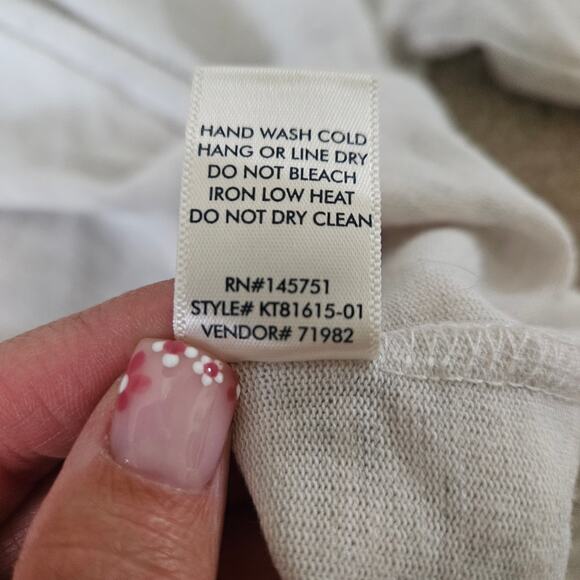 HAND WASH COLD
HANG OR LINE DRY
DO NOT BLEACH
IRON LOW HEAT
DO NOT DRY CLEAN
RN#145751
STYLE# KT81615-01
VENDOR# 71982